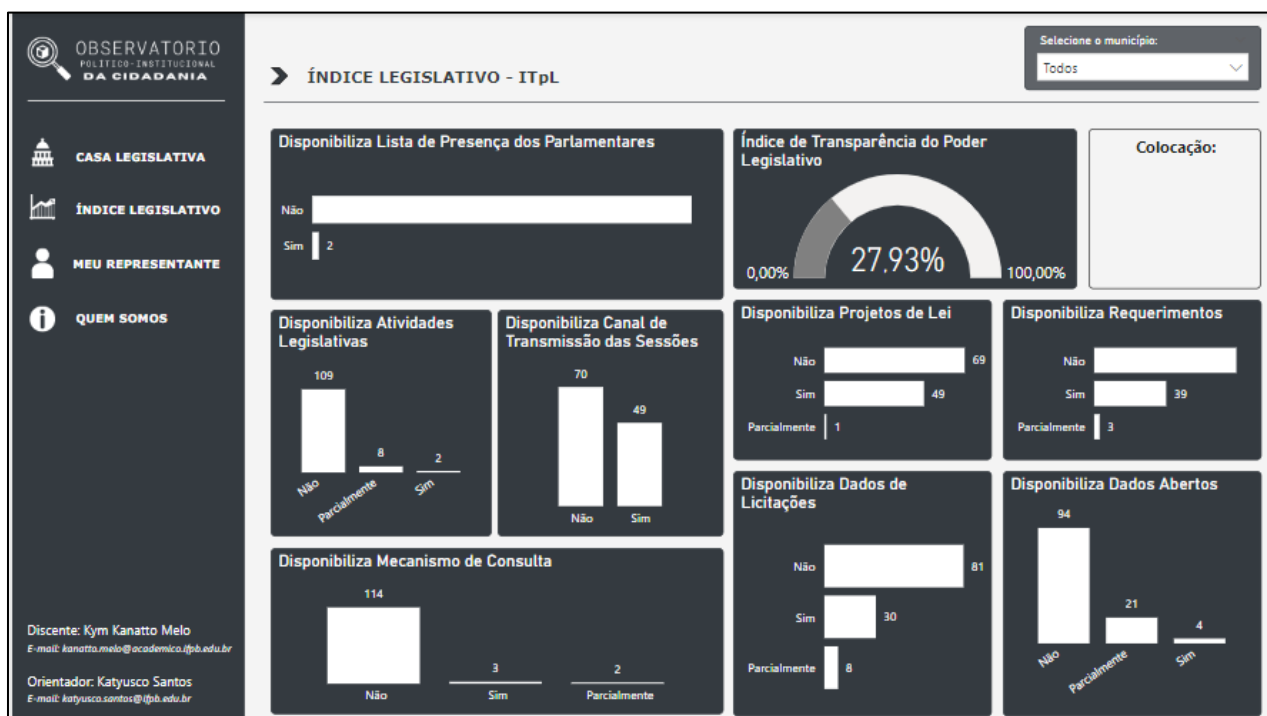 OBSERVATORIO
POLÍTICO-INSTITUCIONAL
DA CIDADANIA
CASA LEGISLATIVA
ÍNDICE LEGISLATIVO
MEU REPRESENTANTE
QUEM SOMOS
Discente: Kym Kanatto Melo
E-mail: kanatto.melo@academico.ifpb.edu.br
Orientador: Katyusco Santos
E-mail: katyusco.santos@ifpb.edu.br
ÍNDICE LEGISLATIVO - ITpL
Selecione o município:
Todos
Disponibiliza Lista de Presença dos Parlamentares
Não
Sim 2
Índice de Transparência do Poder
Legislativo
27,93%
0,00% 100,00%
Colocação:
Disponibiliza Atividades
Legislativas
109
8
2
Não Parcialmente Sim
Disponibiliza Canal de
Transmissão das Sessões
70
49
Não Sim
Disponibiliza Projetos de Lei
Não 69
Sim 49
Parcialmente 1
Disponibiliza Requerimentos
Não
Sim 39
Parcialmente 3
Disponibiliza Mecanismo de Consulta
114
3
2
Não Sim Parcialmente
Disponibiliza Dados de
Licitações
Não 81
Sim 30
Parcialmente 8
Disponibiliza Dados Abertos
94
21
4
Não Parcialmente Sim